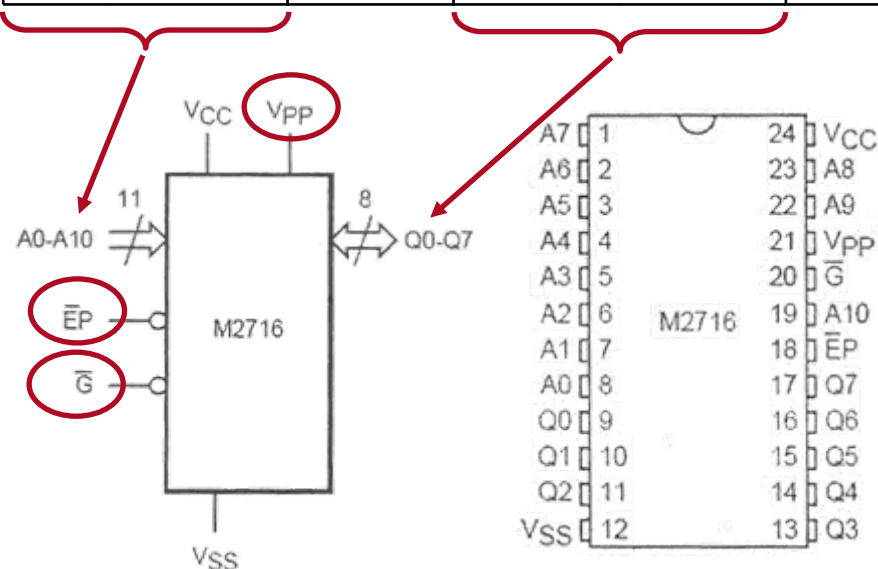 VCC VPP
11
8
A0-A10
Q0-Q7
E̅P
M2716
G̅
VSS
A7 1 24 VCC
A6 2 23 A8
A5 3 22 A9
A4 4 21 VPP
A3 5 20 G̅
A2 6 19 A10
M2716
A1 7 18 E̅P
A0 8 17 Q7
Q0 9 16 Q6
Q1 10 15 Q5
Q2 11 14 Q4
VSS 12 13 Q3